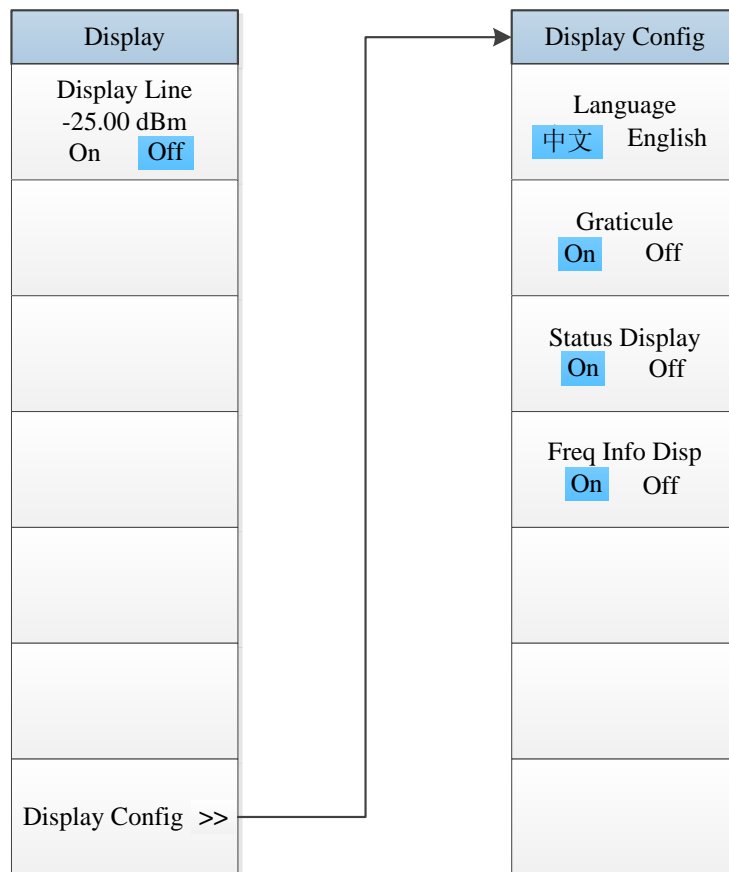 Display
Display Line
-25.00 dBm
On Off
Display Config >>
Display Config
Language
中文 English
Graticule
On Off
Status Display
On Off
Freq Info Disp
On Off